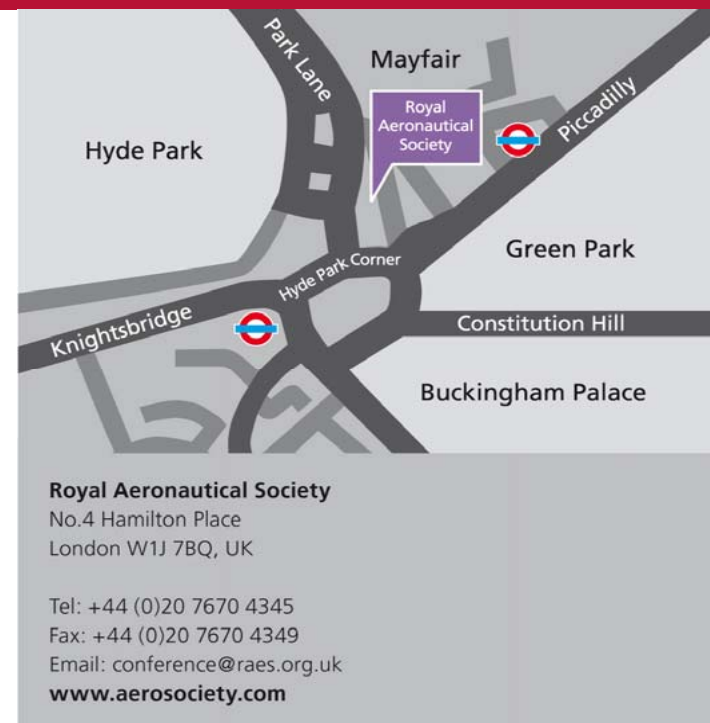 Park Lane
Mayfair
Royal
Aeronautical
Society
Piccadilly
Hyde Park
Green Park
Hyde Park Corner
Knightsbridge
Constitution Hill
Buckingham Palace
Royal Aeronautical Society
No.4 Hamilton Place
London W1J 7BQ, UK
Tel: +44 (0)20 7670 4345
Fax: +44 (0)20 7670 4349
Email: conference@raes.org.uk
www.aerosociety.com